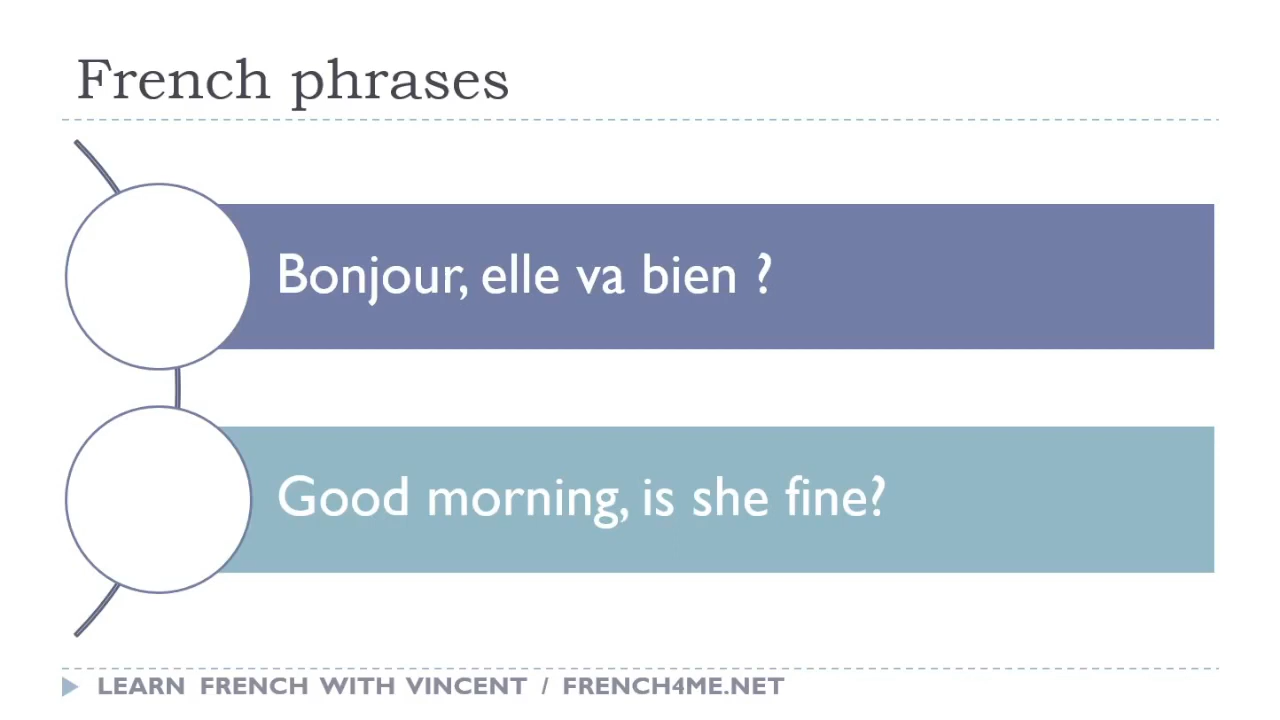 French phrases
Bonjour, elle va bien ?
Good morning, is she fine?
LEARN FRENCH WITH VINCENT / FRENCH4ME.NET